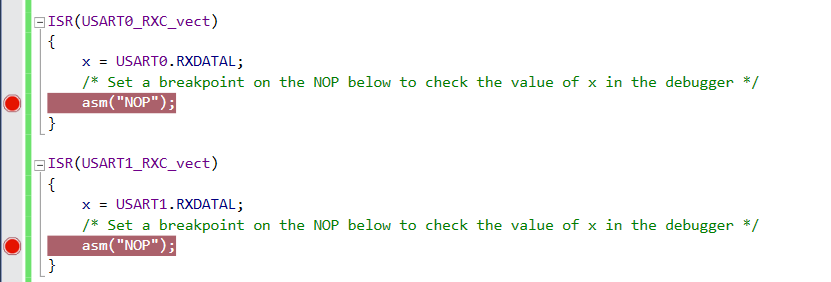 ISR(USART0_RXC_vect)
{
x = USART0.RXDATAL;
/* Set a breakpoint on the NOP below to check the value of x in the debugger */
asm("NOP");
}
ISR(USART1_RXC_vect)
{
x = USART1.RXDATAL;
/* Set a breakpoint on the NOP below to check the value of x in the debugger */
asm("NOP");
}